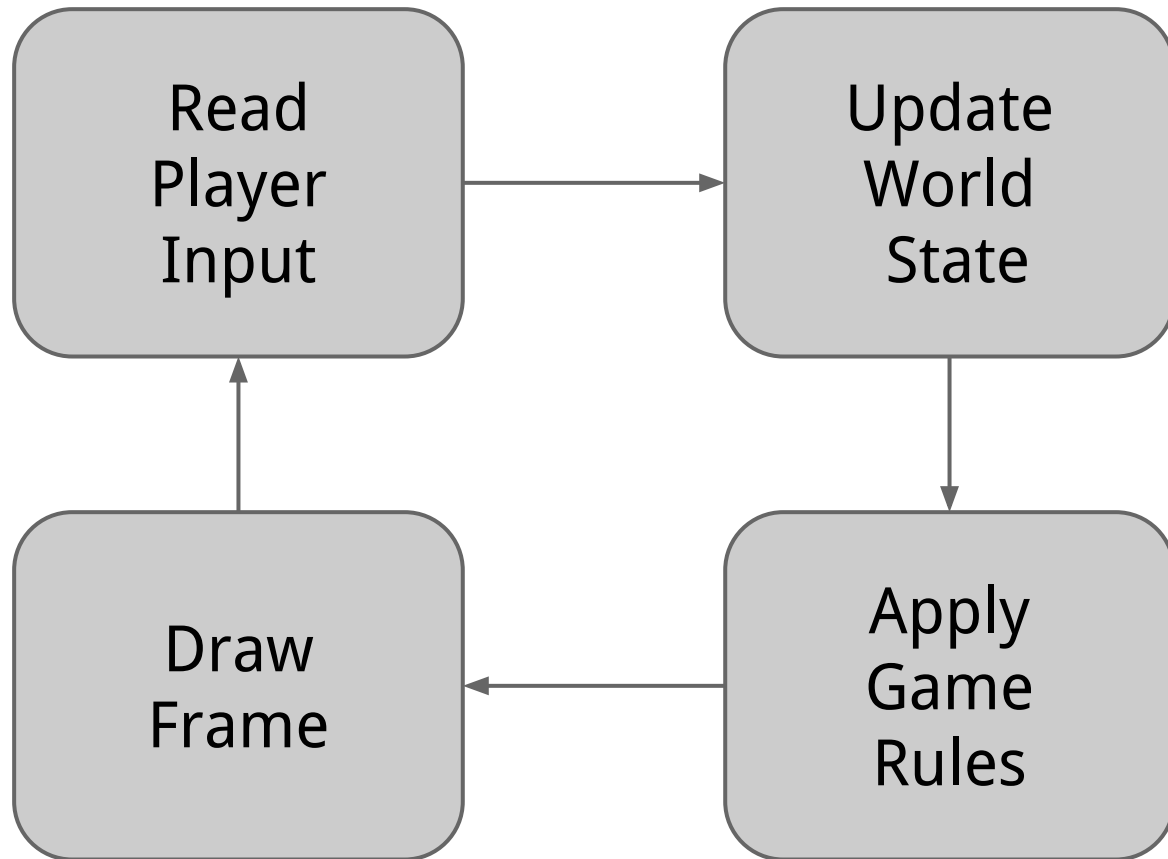 Read
Player
Input
Update
World
State
Apply
Game
Rules
Draw
Frame